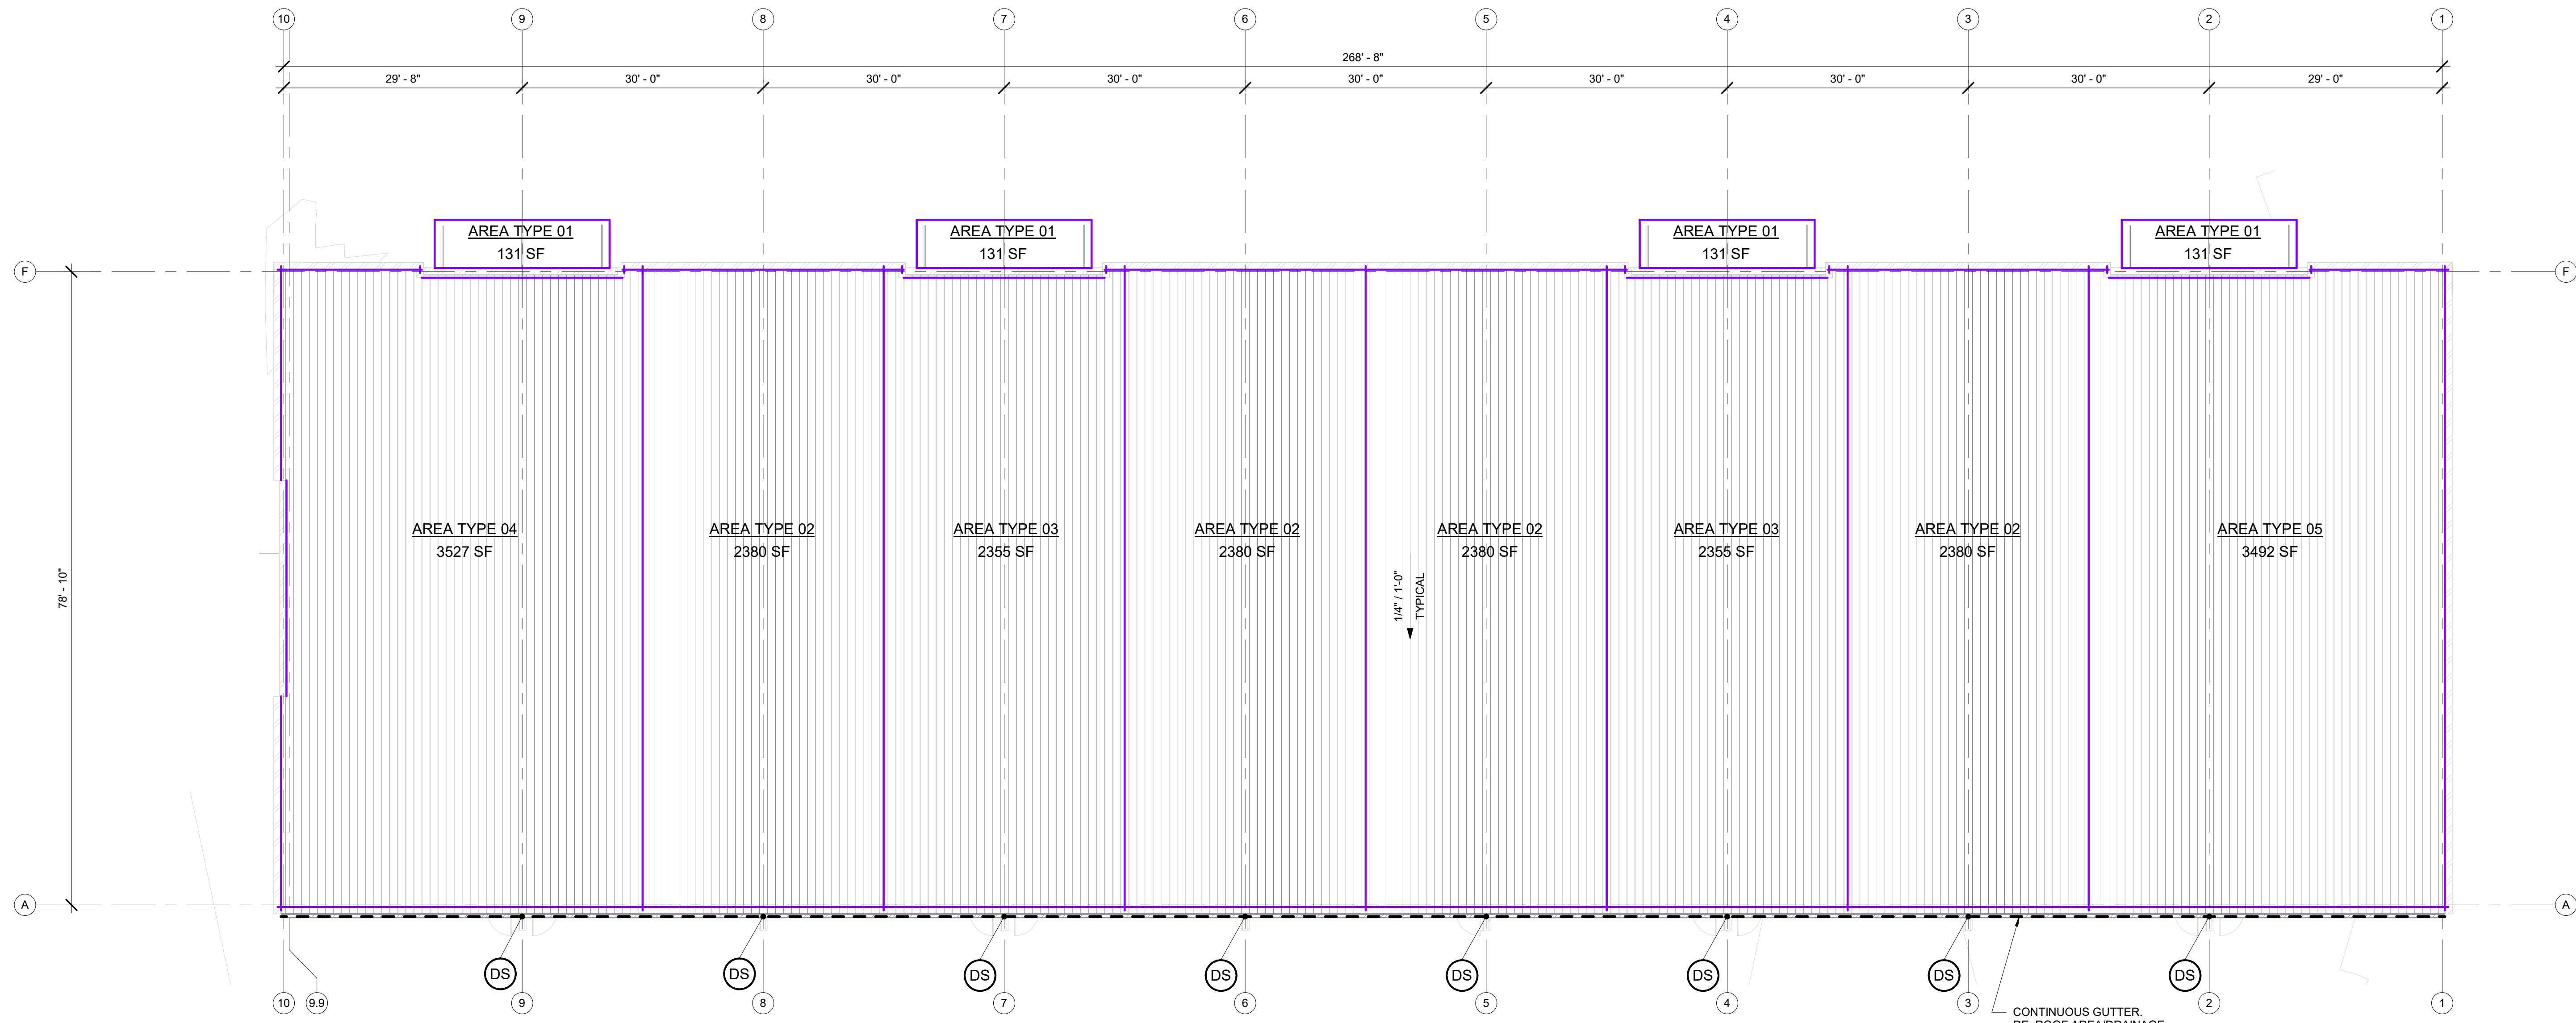 10 9 8 7 6 5 4 3 2 1
268' - 8"
29' - 8" 30' - 0" 30' - 0" 30' - 0" 30' - 0" 30' - 0" 30' - 0" 30' - 0" 29' - 0"
AREA TYPE 01 AREA TYPE 01 AREA TYPE 01 AREA TYPE 01
131 SF 131 SF 131 SF 131 SF
F F
AREA TYPE 04 AREA TYPE 02 AREA TYPE 03 AREA TYPE 02 AREA TYPE 02 AREA TYPE 03 AREA TYPE 02 AREA TYPE 05
3527 SF 2380 SF 2355 SF 2380 SF 2380 SF 2355 SF 2380 SF 3492 SF
78' - 10"
1/4" / 1'-0"
TYPICAL
A A
DS DS DS DS DS DS DS DS
10 9.9 9 8 7 6 5 4 3 2 1
CONTINUOUS GUTTER.
RE: ROOF AREA/DRAINAGE